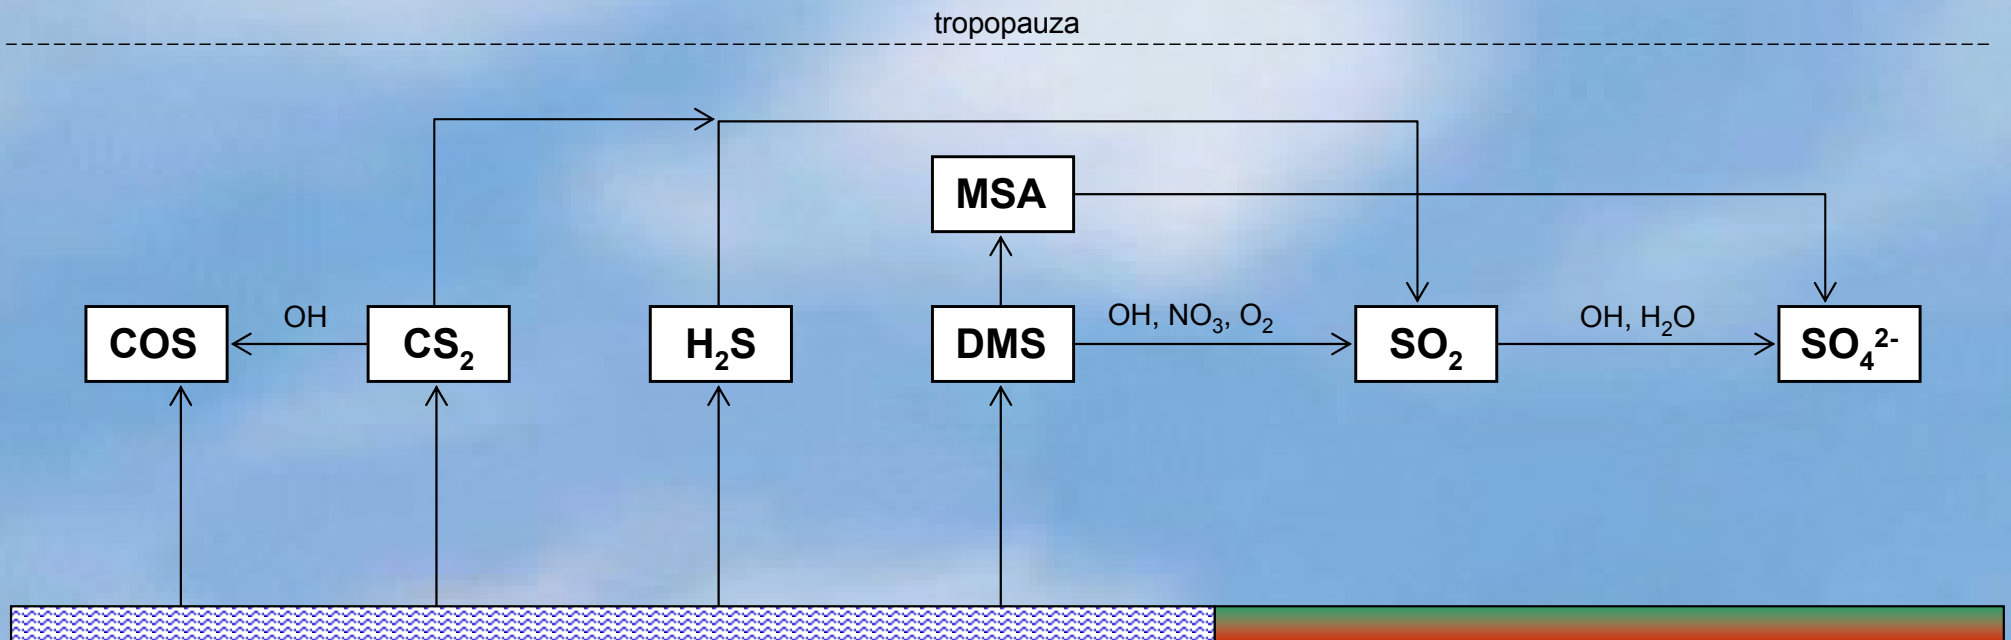 tropopauza
MSA
OH
OH, NO₃, O₂
OH, H₂O
COS
CS₂
H₂S
DMS
SO₂
SO₄²⁻